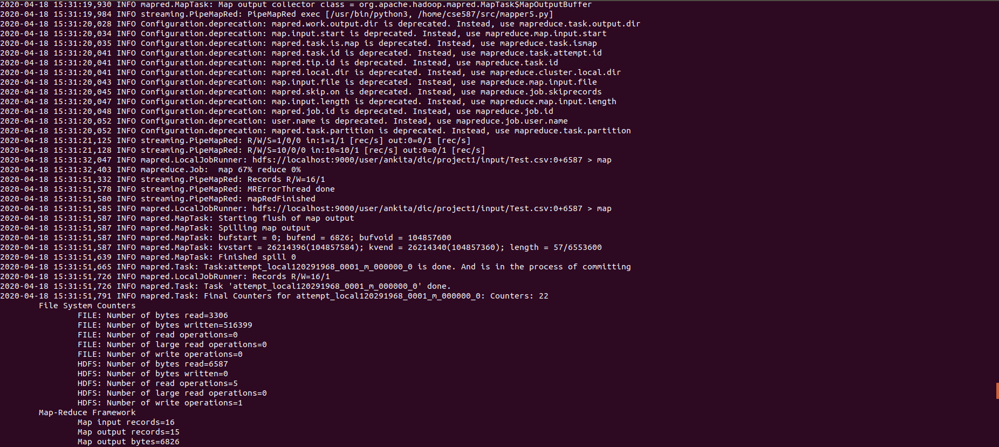 2020-04-18 15:31:19,930 INFO mapred.MapTask: Map output collector class = org.apache.hadoop.mapred.MapTask$MapOutputBuffer
2020-04-18 15:31:19,984 INFO streaming.PipeMapRed: PipeMapRed exec [/usr/bin/python3, /home/cse587/src/mapper5.py]
2020-04-18 15:31:20,028 INFO Configuration.deprecation: mapred.work.output.dir is deprecated. Instead, use mapreduce.task.output.dir
2020-04-18 15:31:20,034 INFO Configuration.deprecation: map.input.start is deprecated. Instead, use mapreduce.map.input.start
2020-04-18 15:31:20,035 INFO Configuration.deprecation: mapred.task.is.map is deprecated. Instead, use mapreduce.task.ismap
2020-04-18 15:31:20,041 INFO Configuration.deprecation: mapred.task.id is deprecated. Instead, use mapreduce.task.attempt.id
2020-04-18 15:31:20,041 INFO Configuration.deprecation: mapred.tip.id is deprecated. Instead, use mapreduce.task.id
2020-04-18 15:31:20,041 INFO Configuration.deprecation: mapred.local.dir is deprecated. Instead, use mapreduce.cluster.local.dir
2020-04-18 15:31:20,043 INFO Configuration.deprecation: map.input.file is deprecated. Instead, use mapreduce.map.input.file
2020-04-18 15:31:20,045 INFO Configuration.deprecation: mapred.skip.on is deprecated. Instead, use mapreduce.job.skiprecords
2020-04-18 15:31:20,047 INFO Configuration.deprecation: map.input.length is deprecated. Instead, use mapreduce.map.input.length
2020-04-18 15:31:20,048 INFO Configuration.deprecation: mapred.job.id is deprecated. Instead, use mapreduce.job.id
2020-04-18 15:31:20,052 INFO Configuration.deprecation: user.name is deprecated. Instead, use mapreduce.job.user.name
2020-04-18 15:31:20,052 INFO Configuration.deprecation: mapred.task.partition is deprecated. Instead, use mapreduce.task.partition
2020-04-18 15:31:21,125 INFO streaming.PipeMapRed: R/W/S=1/0/0 in:1=1/1 [rec/s] out:0=0/1 [rec/s]
2020-04-18 15:31:21,128 INFO streaming.PipeMapRed: R/W/S=10/0/0 in:10=10/1 [rec/s] out:0=0/1 [rec/s]
2020-04-18 15:31:32,047 INFO mapred.LocalJobRunner: hdfs://localhost:9000/user/ankita/dic/project1/input/Test.csv:0+6587 > map
2020-04-18 15:31:32,403 INFO mapreduce.Job:  map 67% reduce 0%
2020-04-18 15:31:51,332 INFO streaming.PipeMapRed: Records R/W=16/1
2020-04-18 15:31:51,578 INFO streaming.PipeMapRed: MRErrorThread done
2020-04-18 15:31:51,580 INFO streaming.PipeMapRed: mapRedFinished
2020-04-18 15:31:51,585 INFO mapred.LocalJobRunner: hdfs://localhost:9000/user/ankita/dic/project1/input/Test.csv:0+6587 > map
2020-04-18 15:31:51,587 INFO mapred.MapTask: Starting flush of map output
2020-04-18 15:31:51,587 INFO mapred.MapTask: Spilling map output
2020-04-18 15:31:51,587 INFO mapred.MapTask: bufstart = 0; bufend = 6826; bufvoid = 104857600
2020-04-18 15:31:51,587 INFO mapred.MapTask: kvstart = 26214396(104857584); kvend = 26214340(104857360); length = 57/6553600
2020-04-18 15:31:51,639 INFO mapred.MapTask: Finished spill 0
2020-04-18 15:31:51,665 INFO mapred.Task: Task:attempt_local120291968_0001_m_000000_0 is done. And is in the process of committing
2020-04-18 15:31:51,726 INFO mapred.LocalJobRunner: Records R/W=16/1
2020-04-18 15:31:51,726 INFO mapred.Task: Task 'attempt_local120291968_0001_m_000000_0' done.
2020-04-18 15:31:51,791 INFO mapred.Task: Final Counters for attempt_local120291968_0001_m_000000_0: Counters: 22
File System Counters
FILE: Number of bytes read=3306
FILE: Number of bytes written=516399
FILE: Number of read operations=0
FILE: Number of large read operations=0
FILE: Number of write operations=0
HDFS: Number of bytes read=6587
HDFS: Number of bytes written=0
HDFS: Number of read operations=5
HDFS: Number of large read operations=0
HDFS: Number of write operations=1
Map-Reduce Framework
Map input records=16
Map output records=15
Map output bytes=6826